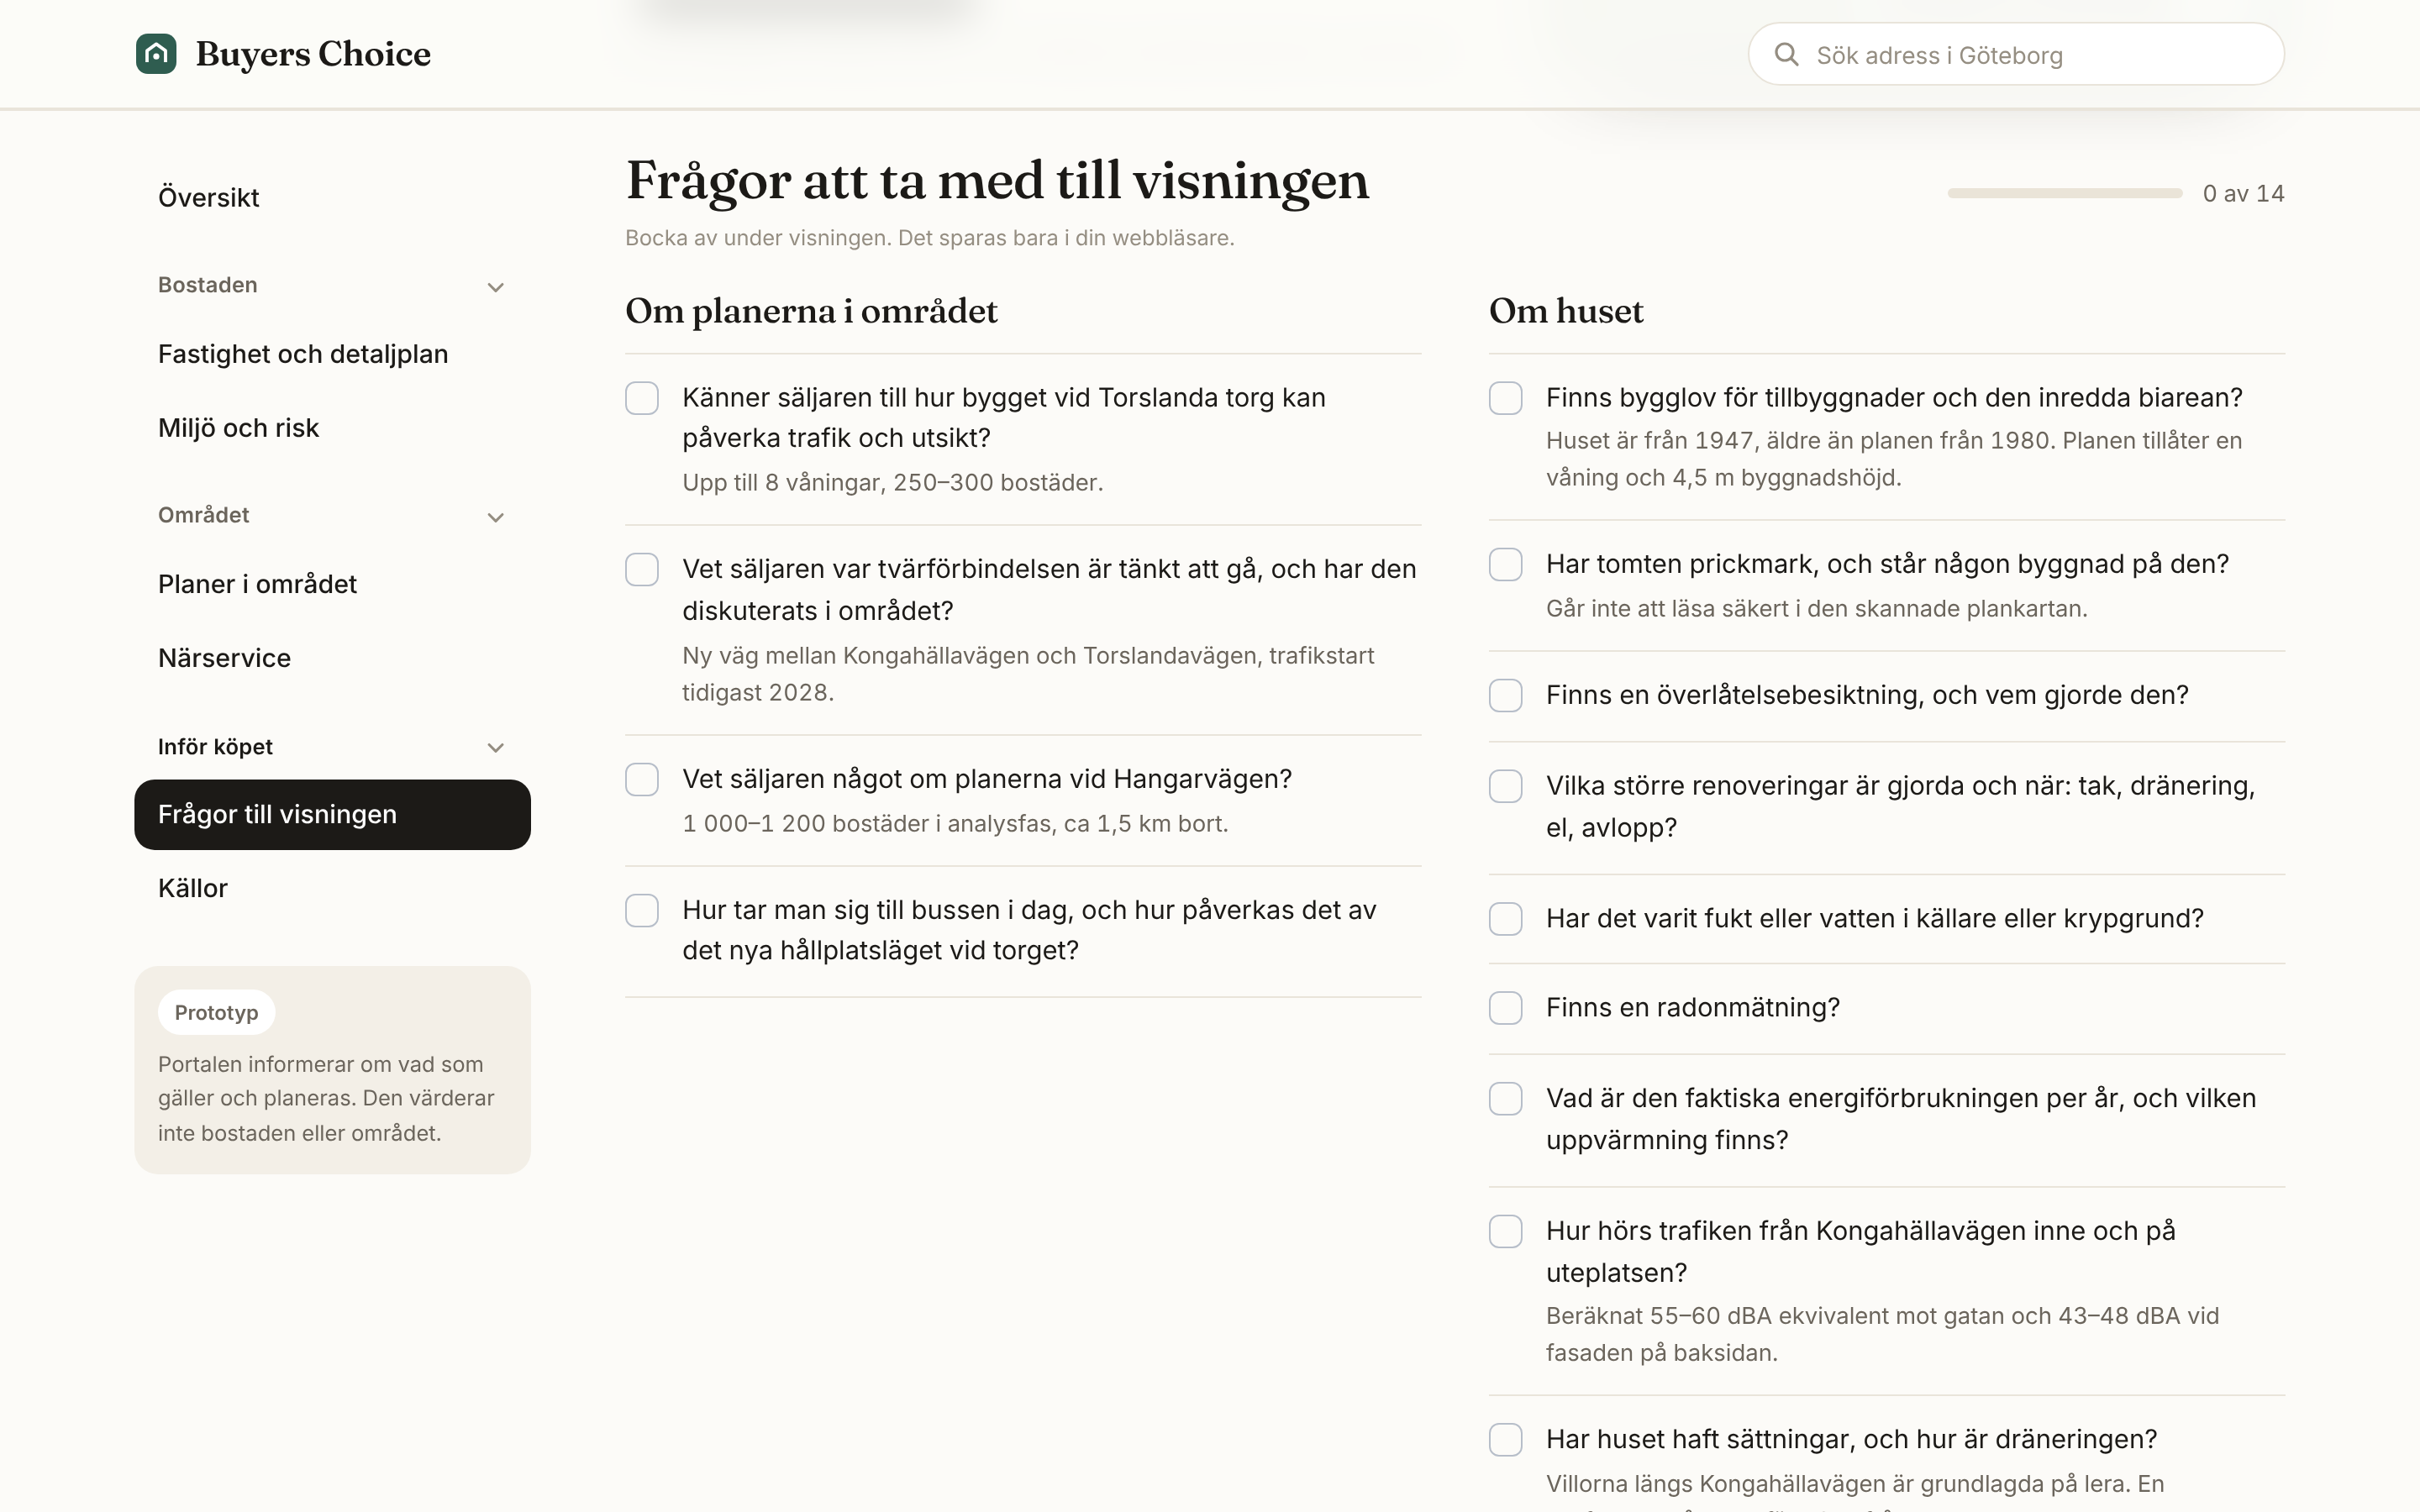 Buyers Choice
Sök adress i Göteborg
Översikt
Bostaden
Fastighet och detaljplan
Miljö och risk
Området
Planer i området
Närservice
Inför köpet
Frågor till visningen
Källor
Prototyp
Portalen informerar om vad som
gäller och planeras. Den värderar
inte bostaden eller området.
Frågor att ta med till visningen
Bocka av under visningen. Det sparas bara i din webbläsare.
0 av 14
Om planerna i området
Känner säljaren till hur bygget vid Torslanda torg kan
påverka trafik och utsikt?
Upp till 8 våningar, 250–300 bostäder.
Vet säljaren var tvärförbindelsen är tänkt att gå, och har den
diskuterats i området?
Ny väg mellan Kongahällavägen och Torslandavägen, trafikstart
tidigast 2028.
Vet säljaren något om planerna vid Hangarvägen?
1 000–1 200 bostäder i analysfas, ca 1,5 km bort.
Hur tar man sig till bussen i dag, och hur påverkas det av
det nya hållplatsläget vid torget?
Om huset
Finns bygglov för tillbyggnader och den inredda biarean?
Huset är från 1947, äldre än planen från 1980. Planen tillåter en
våning och 4,5 m byggnadshöjd.
Har tomten prickmark, och står någon byggnad på den?
Går inte att läsa säkert i den skannade plankartan.
Finns en överlåtelsebesiktning, och vem gjorde den?
Vilka större renoveringar är gjorda och när: tak, dränering,
el, avlopp?
Har det varit fukt eller vatten i källare eller krypgrund?
Finns en radonmätning?
Vad är den faktiska energiförbrukningen per år, och vilken
uppvärmning finns?
Hur hörs trafiken från Kongahällavägen inne och på
uteplatsen?
Beräknat 55–60 dBA ekvivalent mot gatan och 43–48 dBA vid
fasaden på baksidan.
Har huset haft sättningar, och hur är dräneringen?
Villorna längs Kongahällavägen är grundlagda på lera. En